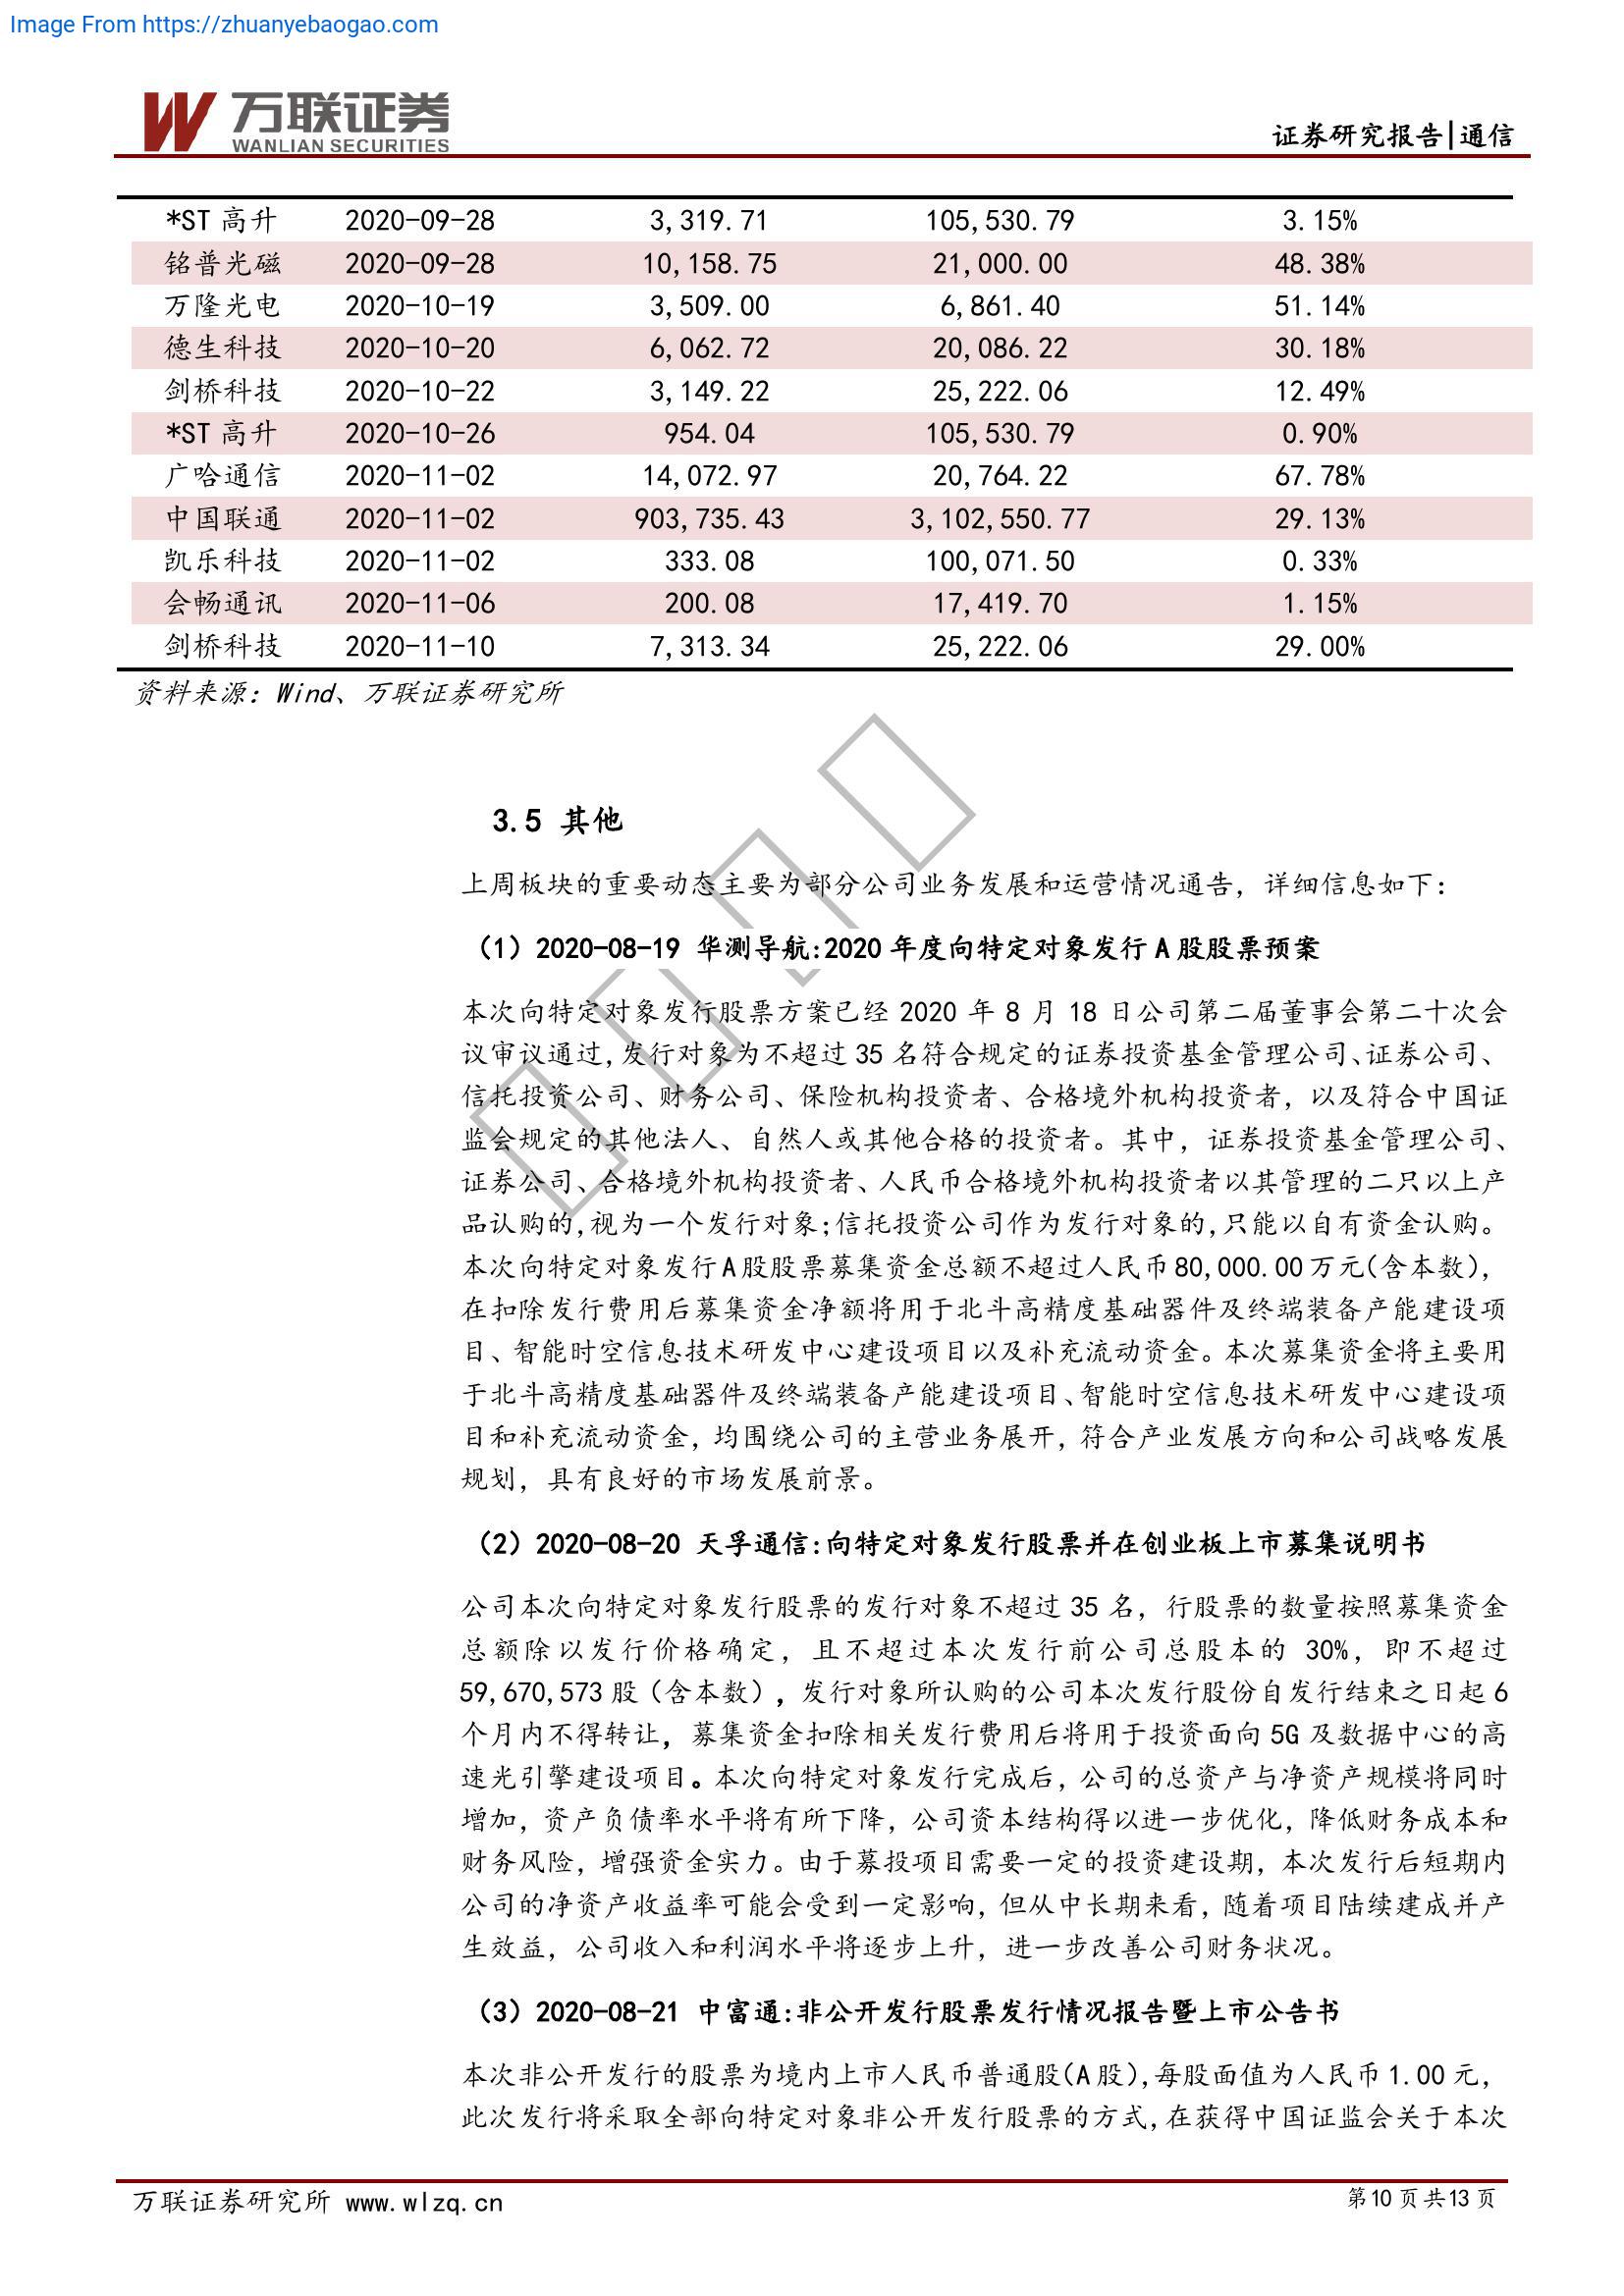 Image From https://zhuanyebaogao.com
万联证券
WANLIAN SECURITIES
证券研究报告|通信
*ST 高升 2020-09-28 3,319.71 105,530.79 3.15%
铭普光磁 2020-09-28 10,158.75 21,000.00 48.38%
万隆光电 2020-10-19 3,509.00 6,861.40 51.14%
德生科技 2020-10-20 6,062.72 20,086.22 30.18%
剑桥科技 2020-10-22 3,149.22 25,222.06 12.49%
*ST 高升 2020-10-26 954.04 105,530.79 0.90%
广哈通信 2020-11-02 14,072.97 20,764.22 67.78%
中国联通 2020-11-02 903,735.43 3,102,550.77 29.13%
凯乐科技 2020-11-02 333.08 100,071.50 0.33%
会畅通讯 2020-11-06 200.08 17,419.70 1.15%
剑桥科技 2020-11-10 7,313.34 25,222.06 29.00%
资料来源：Wind、万联证券研究所
3.5 其他
上周板块的重要动态主要为部分公司业务发展和运营情况通告，详细信息如下：
（1）2020-08-19 华测导航:2020 年度向特定对象发行 A 股股票预案
本次向特定对象发行股票方案已经 2020 年 8 月 18 日公司第二届董事会第二十次会
议审议通过,发行对象为不超过 35 名符合规定的证券投资基金管理公司、证券公司、
信托投资公司、财务公司、保险机构投资者、合格境外机构投资者，以及符合中国证
监会规定的其他法人、自然人或其他合格的投资者。其中，证券投资基金管理公司、
证券公司、合格境外机构投资者、人民币合格境外机构投资者以其管理的二只以上产
品认购的,视为一个发行对象;信托投资公司作为发行对象的,只能以自有资金认购。
本次向特定对象发行A股股票募集资金总额不超过人民币80,000.00万元(含本数)，
在扣除发行费用后募集资金净额将用于北斗高精度基础器件及终端装备产能建设项
目、智能时空信息技术研发中心建设项目以及补充流动资金。本次募集资金将主要用
于北斗高精度基础器件及终端装备产能建设项目、智能时空信息技术研发中心建设项
目和补充流动资金，均围绕公司的主营业务展开，符合产业发展方向和公司战略发展
规划，具有良好的市场发展前景。
（2）2020-08-20 天孚通信:向特定对象发行股票并在创业板上市募集说明书
公司本次向特定对象发行股票的发行对象不超过 35 名，行股票的数量按照募集资金
总额除以发行价格确定，且不超过本次发行前公司总股本的 30%，即不超过
59,670,573 股（含本数），发行对象所认购的公司本次发行股份自发行结束之日起 6
个月内不得转让，募集资金扣除相关发行费用后将用于投资面向 5G 及数据中心的高
速光引擎建设项目。本次向特定对象发行完成后，公司的总资产与净资产规模将同时
增加，资产负债率水平将有所下降，公司资本结构得以进一步优化，降低财务成本和
财务风险，增强资金实力。由于募投项目需要一定的投资建设期，本次发行后短期内
公司的净资产收益率可能会受到一定影响，但从中长期来看，随着项目陆续建成并产
生效益，公司收入和利润水平将逐步上升，进一步改善公司财务状况。
（3）2020-08-21 中富通:非公开发行股票发行情况报告暨上市公告书
本次非公开发行的股票为境内上市人民币普通股(A 股),每股面值为人民币 1.00 元，
此次发行将采取全部向特定对象非公开发行股票的方式,在获得中国证监会关于本次
万联证券研究所 www.wlzq.cn
第10 页 共13 页